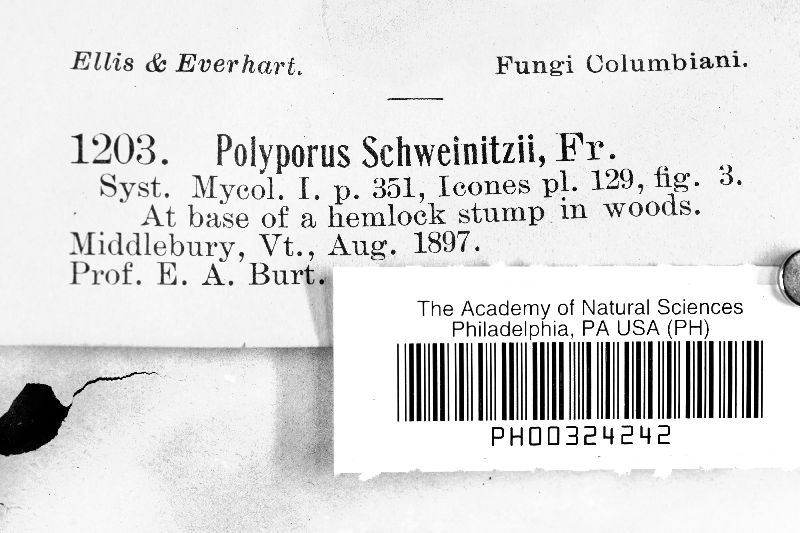 Ellis & Everhart. Fungi Columbiani.
1203. Polyporus Schweinitzii, Fr.
Syst. Mycol. I. p. 351, Icones pl. 129, fig. 3.
At base of a hemlock stump in woods.
Middlebury, Vt., Aug. 1897.
Prof. E. A. Burt.
The Academy of Natural Sciences
Philadelphia, PA USA (PH)
PH00324242